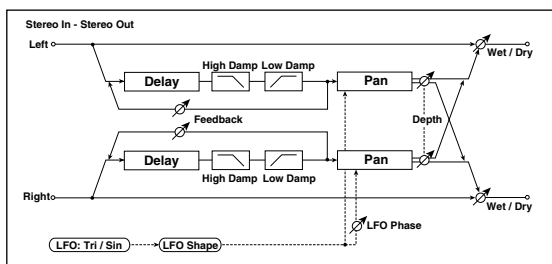 Stereo In - Stereo Out
Left
Wet / Dry
High Damp
Low Damp
Delay
Pan
Feedback
Depth
Delay
Pan
High Damp
Low Damp
Right
Wet / Dry
LFO Phase
LFO: Tri / Sin
LFO Shape